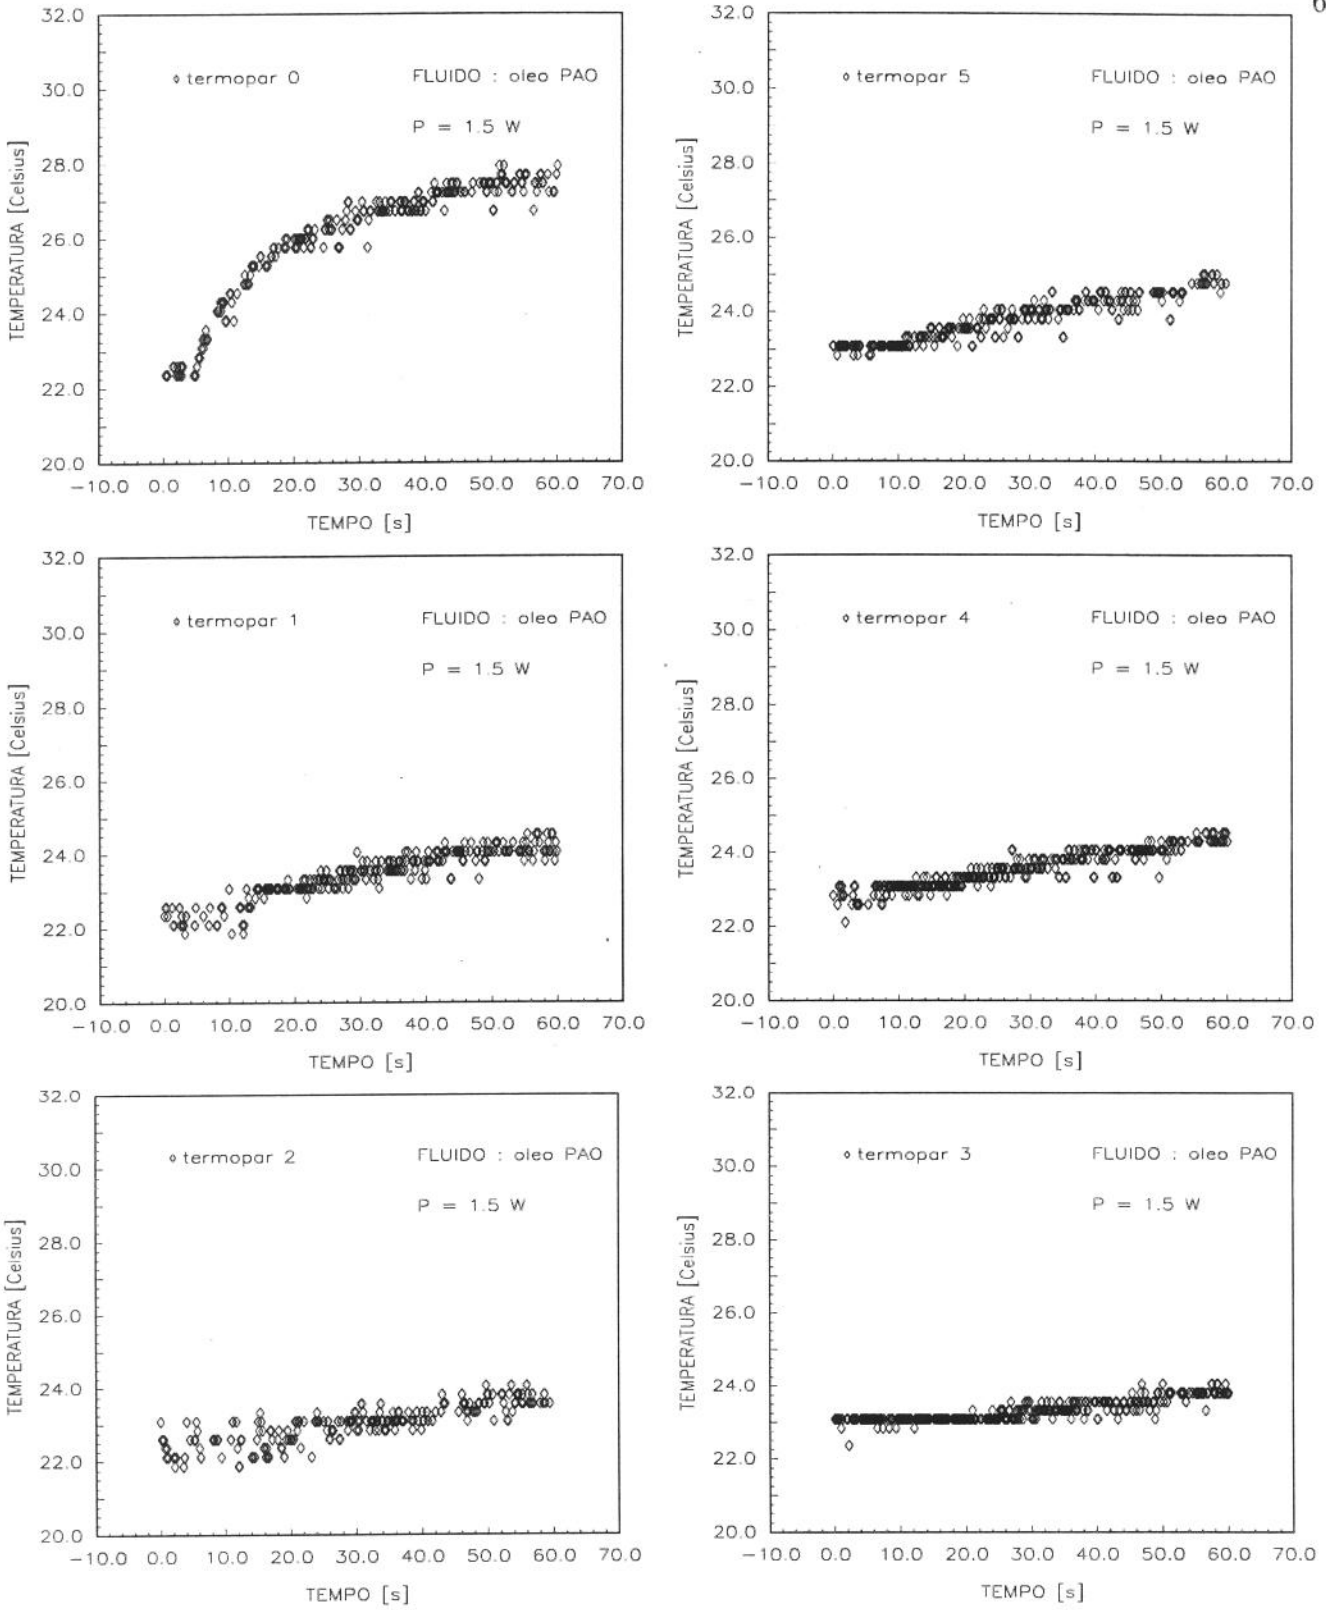 6
32.0
30.0
28.0
26.0
24.0
22.0
20.0
TEMPERATURA [Celsius]
termopar 0
FLUIDO : oleo PAO
P = 1.5 W
−10.0 0.0 10.0 20.0 30.0 40.0 50.0 60.0 70.0
TEMPO [s]
32.0
30.0
28.0
26.0
24.0
22.0
20.0
TEMPERATURA [Celsius]
termopar 5
FLUIDO : oleo PAO
P = 1.5 W
−10.0 0.0 10.0 20.0 30.0 40.0 50.0 60.0 70.0
TEMPO [s]
32.0
30.0
28.0
26.0
24.0
22.0
20.0
TEMPERATURA [Celsius]
termopar 1
FLUIDO : oleo PAO
P = 1.5 W
−10.0 0.0 10.0 20.0 30.0 40.0 50.0 60.0 70.0
TEMPO [s]
32.0
30.0
28.0
26.0
24.0
22.0
20.0
TEMPERATURA [Celsius]
termopar 4
FLUIDO : oleo PAO
P = 1.5 W
−10.0 0.0 10.0 20.0 30.0 40.0 50.0 60.0 70.0
TEMPO [s]
32.0
30.0
28.0
26.0
24.0
22.0
20.0
TEMPERATURA [Celsius]
termopar 2
FLUIDO : oleo PAO
P = 1.5 W
−10.0 0.0 10.0 20.0 30.0 40.0 50.0 60.0 70.0
TEMPO [s]
32.0
30.0
28.0
26.0
24.0
22.0
20.0
TEMPERATURA [Celsius]
termopar 3
FLUIDO : oleo PAO
P = 1.5 W
−10.0 0.0 10.0 20.0 30.0 40.0 50.0 60.0 70.0
TEMPO [s]